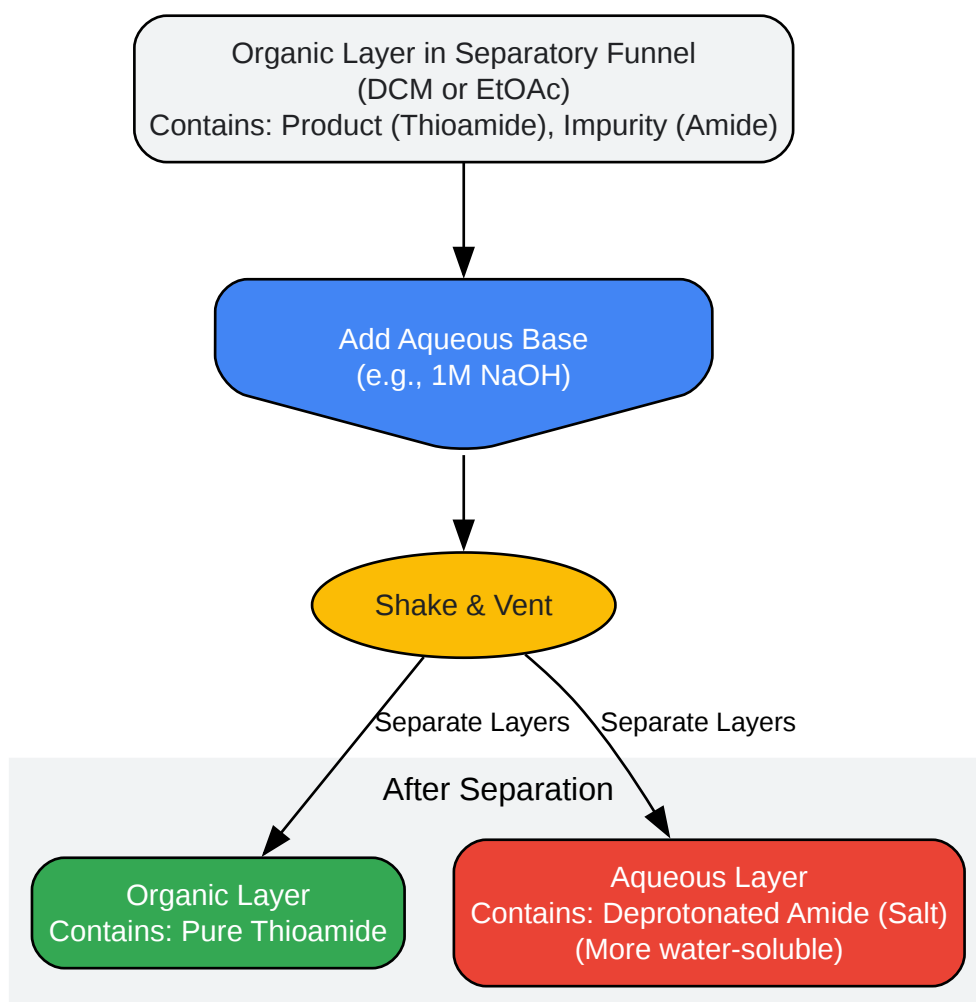 Organic Layer in Separatory Funnel
(DCM or EtOAc)
Contains: Product (Thioamide), Impurity (Amide)
Add Aqueous Base
(e.g., 1M NaOH)
Shake & Vent
Separate Layers
Separate Layers
After Separation
Organic Layer
Contains: Pure Thioamide
Aqueous Layer
Contains: Deprotonated Amide (Salt)
(More water-soluble)